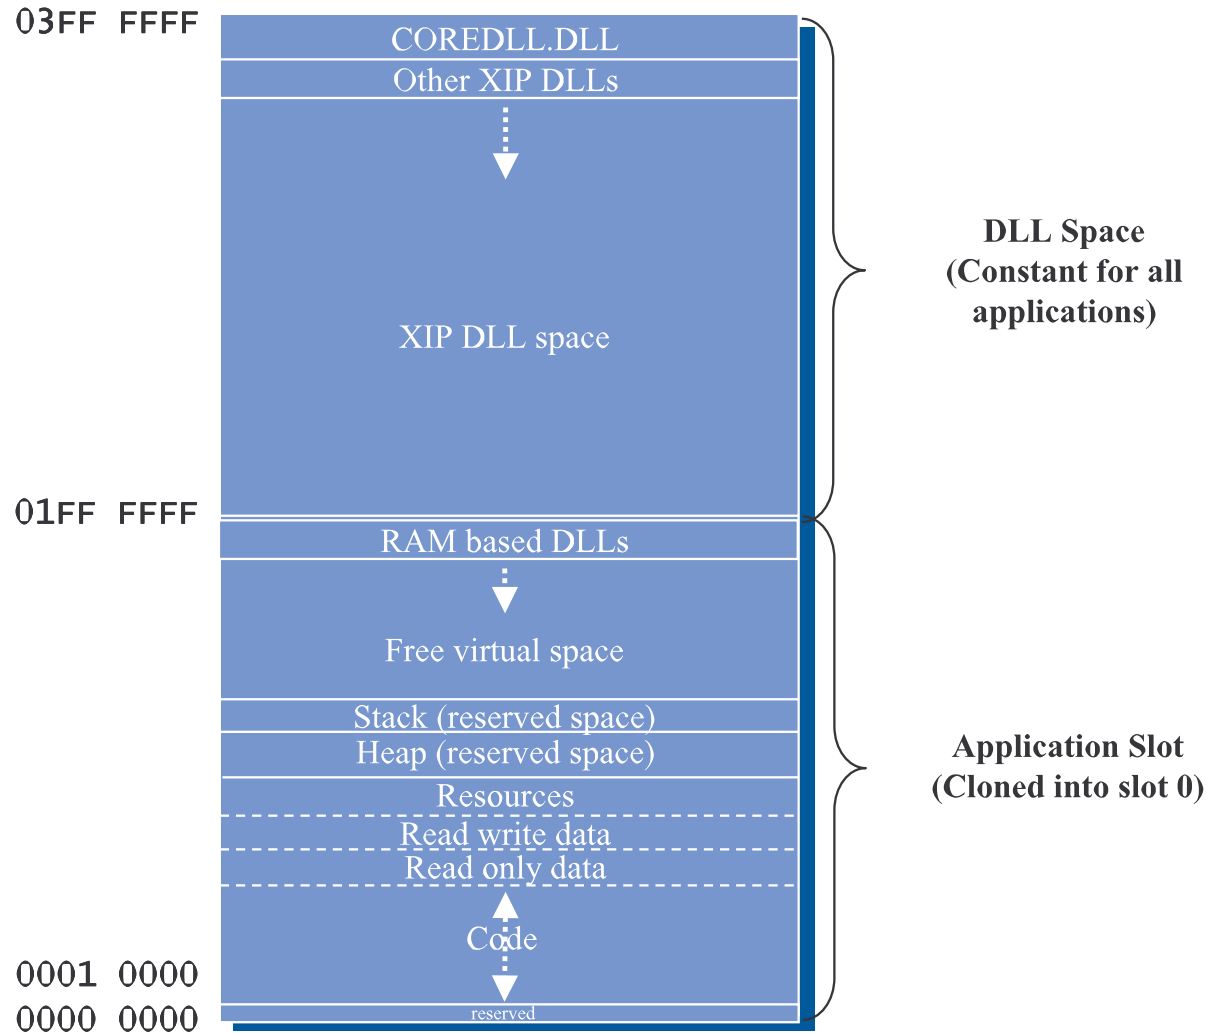 03FF FFFF
COREDLL.DLL
Other XIP DLLs
XIP DLL space
DLL Space
(Constant for all
applications)
01FF FFFF
RAM based DLLs
Free virtual space
Stack (reserved space)
Heap (reserved space)
Resources
Read write data
Read only data
Code
Application Slot
(Cloned into slot 0)
0001 0000
0000 0000
reserved